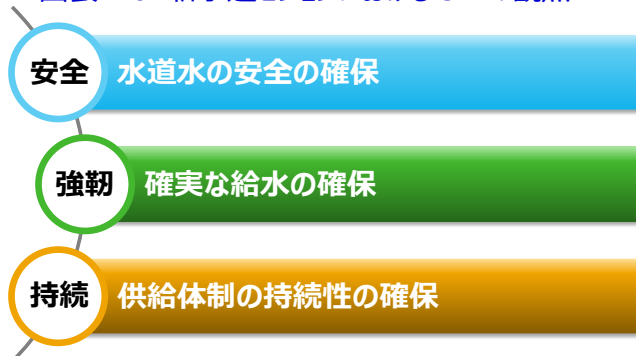 安全 水道水の安全の確保
強靭 確実な給水の確保
持続 供給体制の持続性の確保